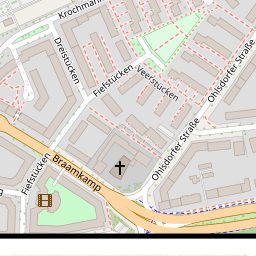 Krochmann
Dreistücken
Fiefstücken
Veerstücken
Ohlsdorfer Straße
Ohlsdorfer Straße
Fiefstücken
Braamkamp
g